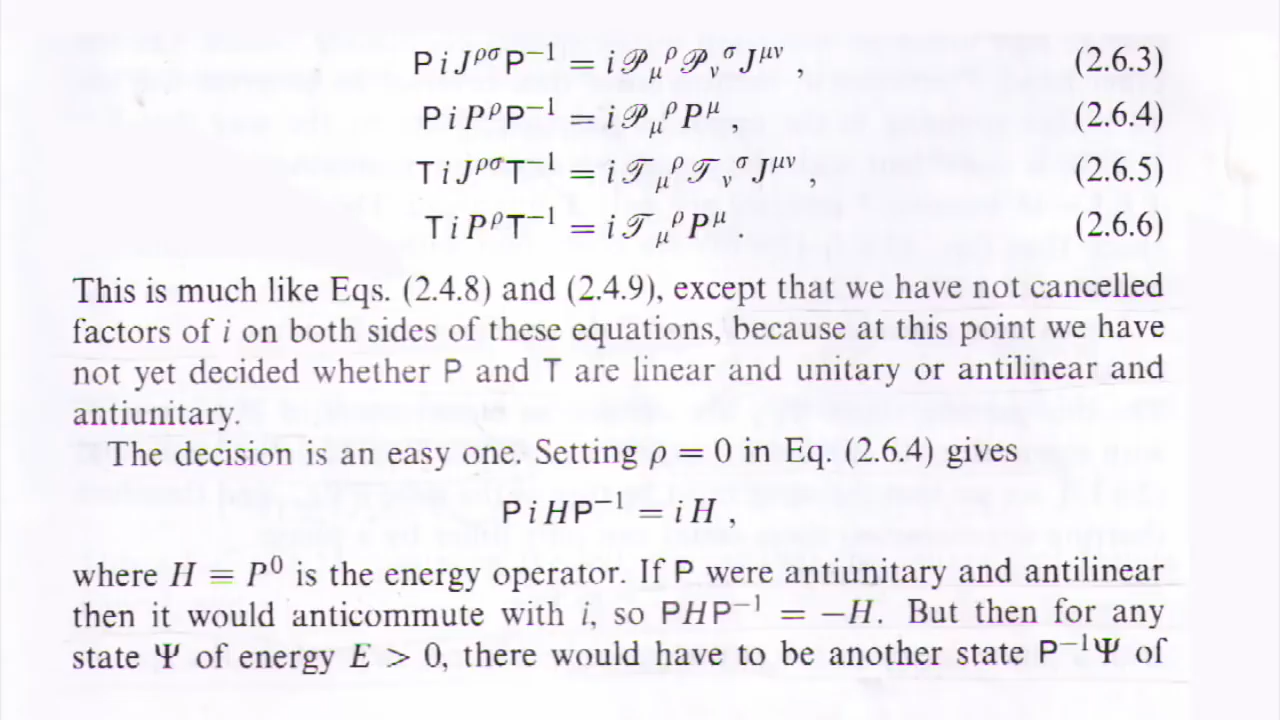 P i J^{ρσ} P^{−1} = i 𝒫_μ^ρ 𝒫_ν^σ J^{μν} , (2.6.3)
P i P^ρ P^{−1} = i 𝒫_μ^ρ P^μ , (2.6.4)
T i J^{ρσ} T^{−1} = i 𝒯_μ^ρ 𝒯_ν^σ J^{μν} , (2.6.5)
T i P^ρ T^{−1} = i 𝒯_μ^ρ P^μ . (2.6.6)
This is much like Eqs. (2.4.8) and (2.4.9), except that we have not cancelled
factors of i on both sides of these equations, because at this point we have
not yet decided whether P and T are linear and unitary or antilinear and
antiunitary.
The decision is an easy one. Setting ρ = 0 in Eq. (2.6.4) gives
P i H P^{−1} = i H ,
where H ≡ P^0 is the energy operator. If P were antiunitary and antilinear
then it would anticommute with i, so PHP^{−1} = −H. But then for any
state Ψ of energy E > 0, there would have to be another state P^{−1}Ψ of